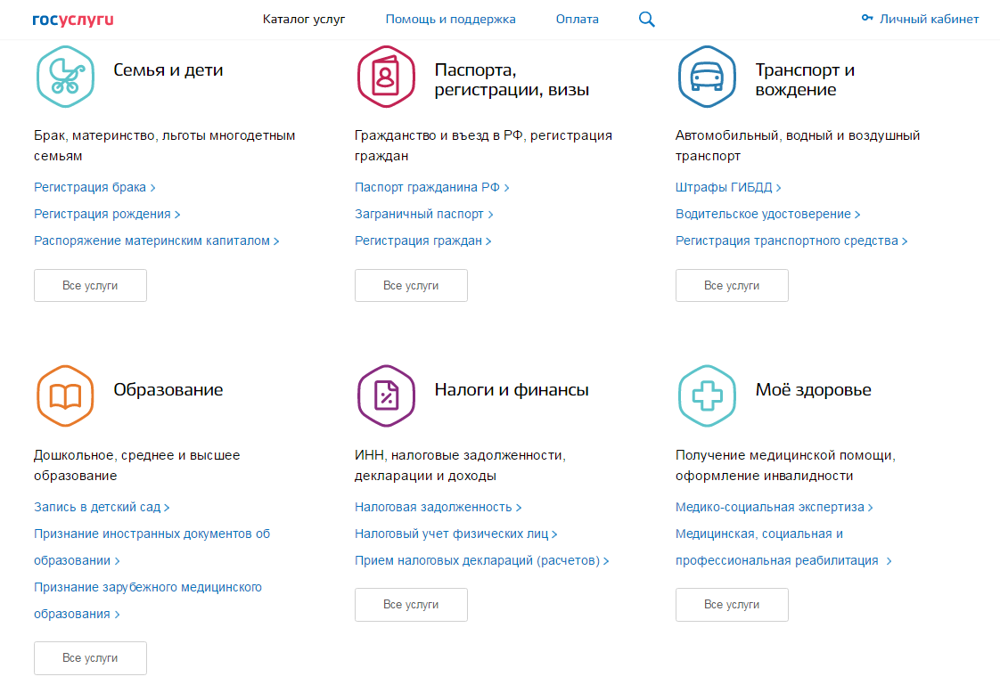 госуслуги
Каталог услуг
Помощь и поддержка
Оплата
Личный кабинет
Семья и дети
Брак, материнство, льготы многодетным
семьям
Регистрация брака
Регистрация рождения
Распоряжение материнским капиталом
Все услуги
Паспорта,
регистрации, визы
Гражданство и въезд в РФ, регистрация
граждан
Паспорт гражданина РФ
Заграничный паспорт
Регистрация граждан
Все услуги
Транспорт и
вождение
Автомобильный, водный и воздушный
транспорт
Штрафы ГИБДД
Водительское удостоверение
Регистрация транспортного средства
Все услуги
Образование
Дошкольное, среднее и высшее
образование
Запись в детский сад
Признание иностранных документов об
образовании
Признание зарубежного медицинского
образования
Все услуги
Налоги и финансы
ИНН, налоговые задолженности,
декларации и доходы
Налоговая задолженность
Налоговый учет физических лиц
Прием налоговых деклараций (расчетов)
Все услуги
Моё здоровье
Получение медицинской помощи,
оформление инвалидности
Медико-социальная экспертиза
Медицинская, социальная и
профессиональная реабилитация
Все услуги